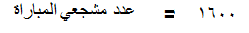 عدد مشجعي المباراة = ١٦٠٠